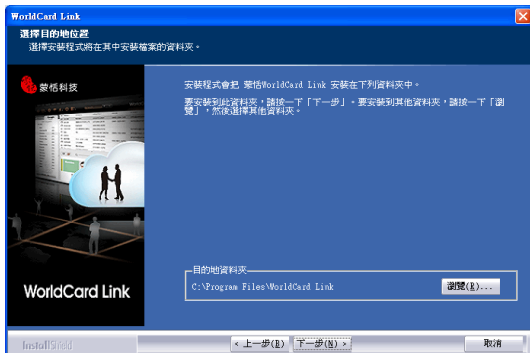 WorldCard Link
選擇目的地位置
選擇安裝程式將在其中安裝檔案的資料夾。
蒙恬科技
安裝程式會把 蒙恬WorldCard Link 安裝在下列資料夾中。
要安裝到此資料夾，請按一下「下一步」。要安裝到其他資料夾，請按一下「瀏
覽」，然後選擇其他資料夾。
目的地資料夾
C:\Program Files\WorldCard Link
瀏覽(R)...
WorldCard Link
InstallShield
< 上一步(B)
下一步(N) >
取消